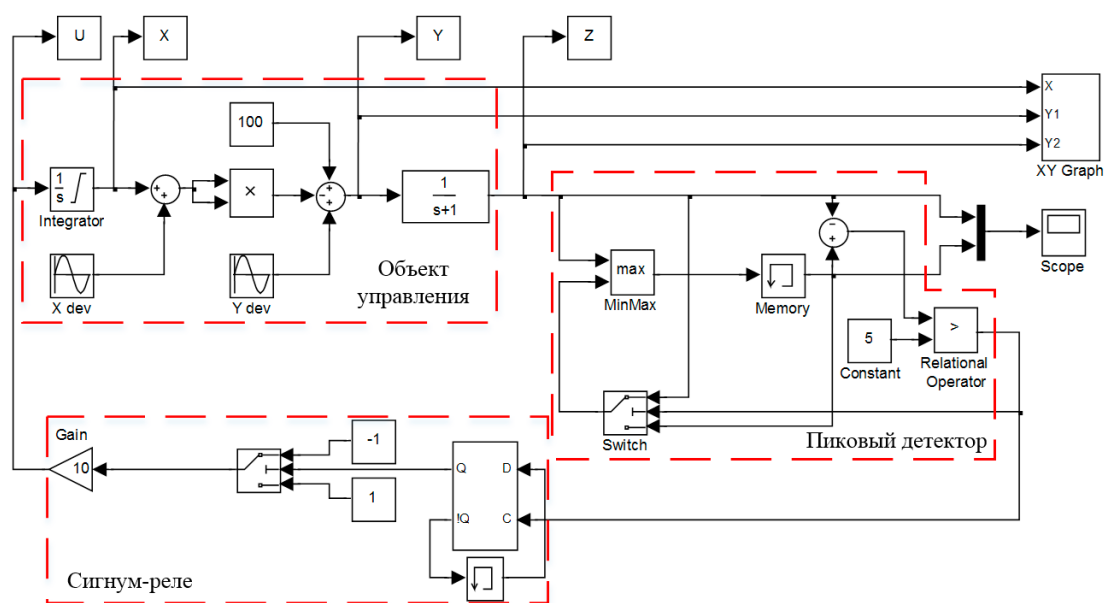 U
X
Y
Z
100
X
Y1
Y2
XY Graph
1
s
Integrator
+
+
×
+
-
+
1
s+1
-
+
Scope
X dev
Y dev
Объект
управления
max
MinMax
Memory
5
Constant
>
Relational
Operator
Switch
Пиковый детектор
Gain
10
-1
1
Q
D
!Q
C
Сигнум-реле